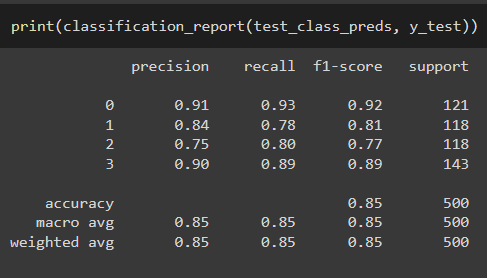 print(classification_report(test_class_preds, y_test))
precision recall f1-score support
0 0.91 0.93 0.92 121
1 0.84 0.78 0.81 118
2 0.75 0.80 0.77 118
3 0.90 0.89 0.89 143
accuracy 0.85 500
macro avg 0.85 0.85 0.85 500
weighted avg 0.85 0.85 0.85 500